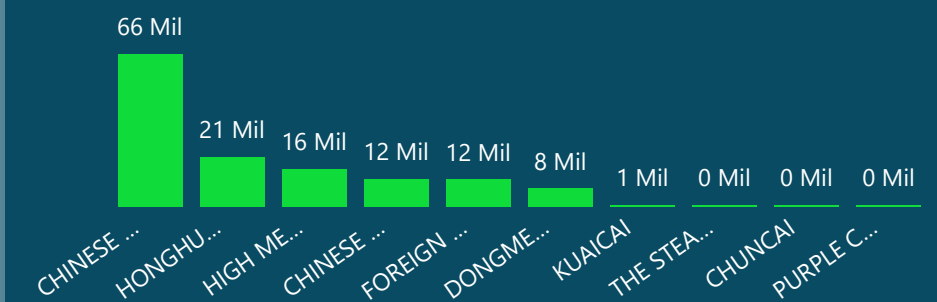 66 Mil
21 Mil
16 Mil
12 Mil
12 Mil
8 Mil
1 Mil
0 Mil
0 Mil
0 Mil
CHINESE ...
HONGHU...
HIGH ME...
CHINESE ...
FOREIGN ...
DONGME...
KUAICAI
THE STEA...
CHUNCAI
PURPLE C...